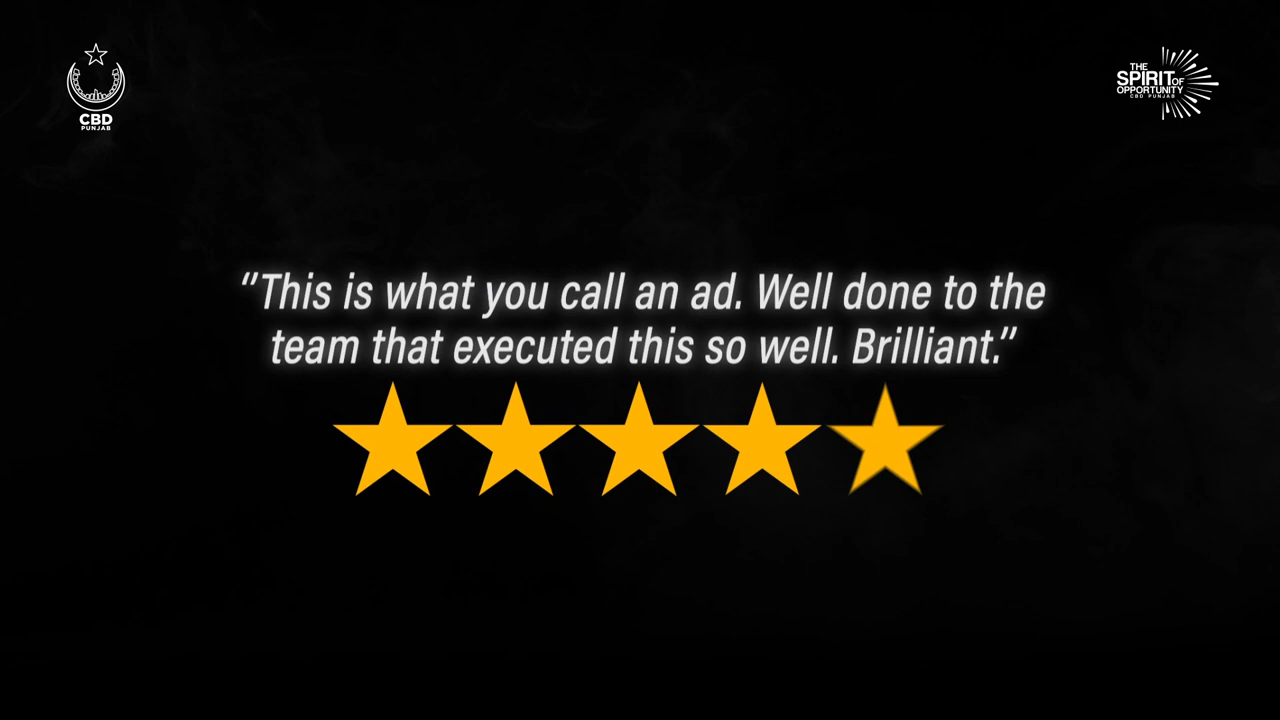 CBD
PUNJAB
THE
SPIRIT OF
OPPORTUNITY
CBD PUNJAB
“This is what you call an ad. Well done to the
team that executed this so well. Brilliant.”